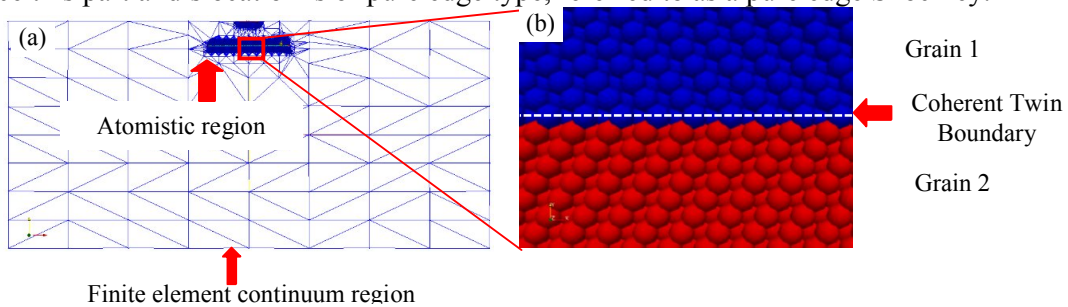 (a)
(b)
Grain 1
Atomistic region
Coherent Twin
Boundary
Grain 2
Finite element continuum region